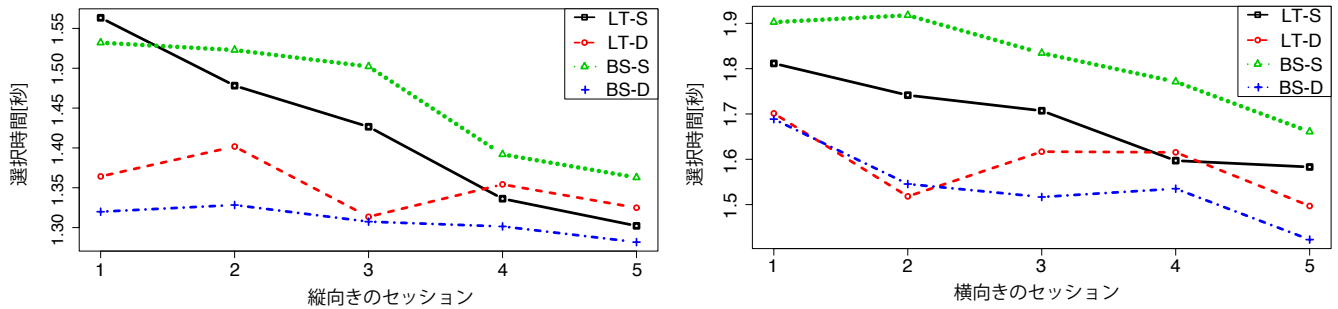 選択時間[秒]
1.55
1.50
1.45
1.40
1.35
1.30
LT-S
LT-D
BS-S
BS-D
1 2 3 4 5
縦向きのセッション
選択時間[秒]
1.9
1.8
1.7
1.6
1.5
LT-S
LT-D
BS-S
BS-D
1 2 3 4 5
横向きのセッション